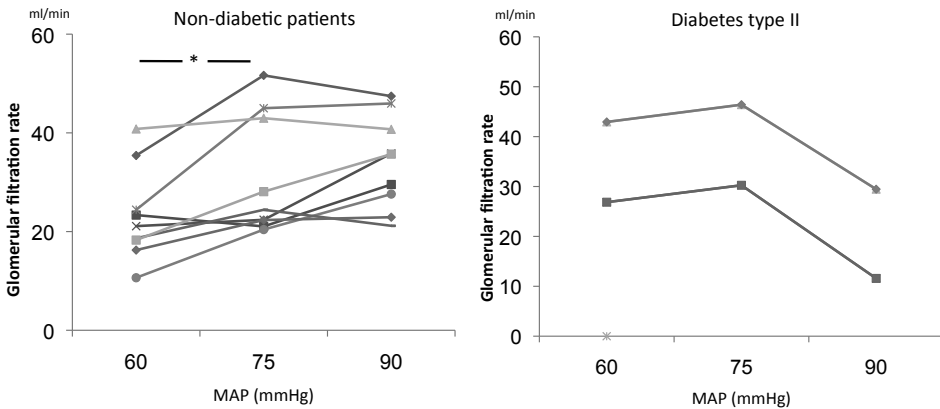 ml/min
Non-diabetic patients
60
*
40
20
0
Glomerular filtration rate
60 75 90
MAP (mmHg)
ml/min
Diabetes type II
60
50
40
30
20
10
0
Glomerular filtration rate
60 75 90
MAP (mmHg)